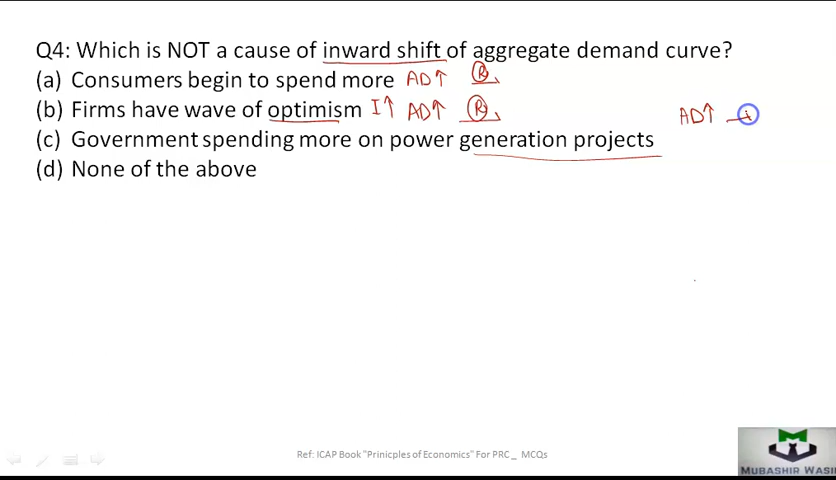 Q4: Which is NOT a cause of inward shift of aggregate demand curve?
(a) Consumers begin to spend more AD↑ R
(b) Firms have wave of optimism I↑ AD↑ R
AD↑
(c) Government spending more on power generation projects
(d) None of the above
Ref: ICAP Book "Prinicples of Economics" For PRC_ MCQs
MUBASHIR WASI